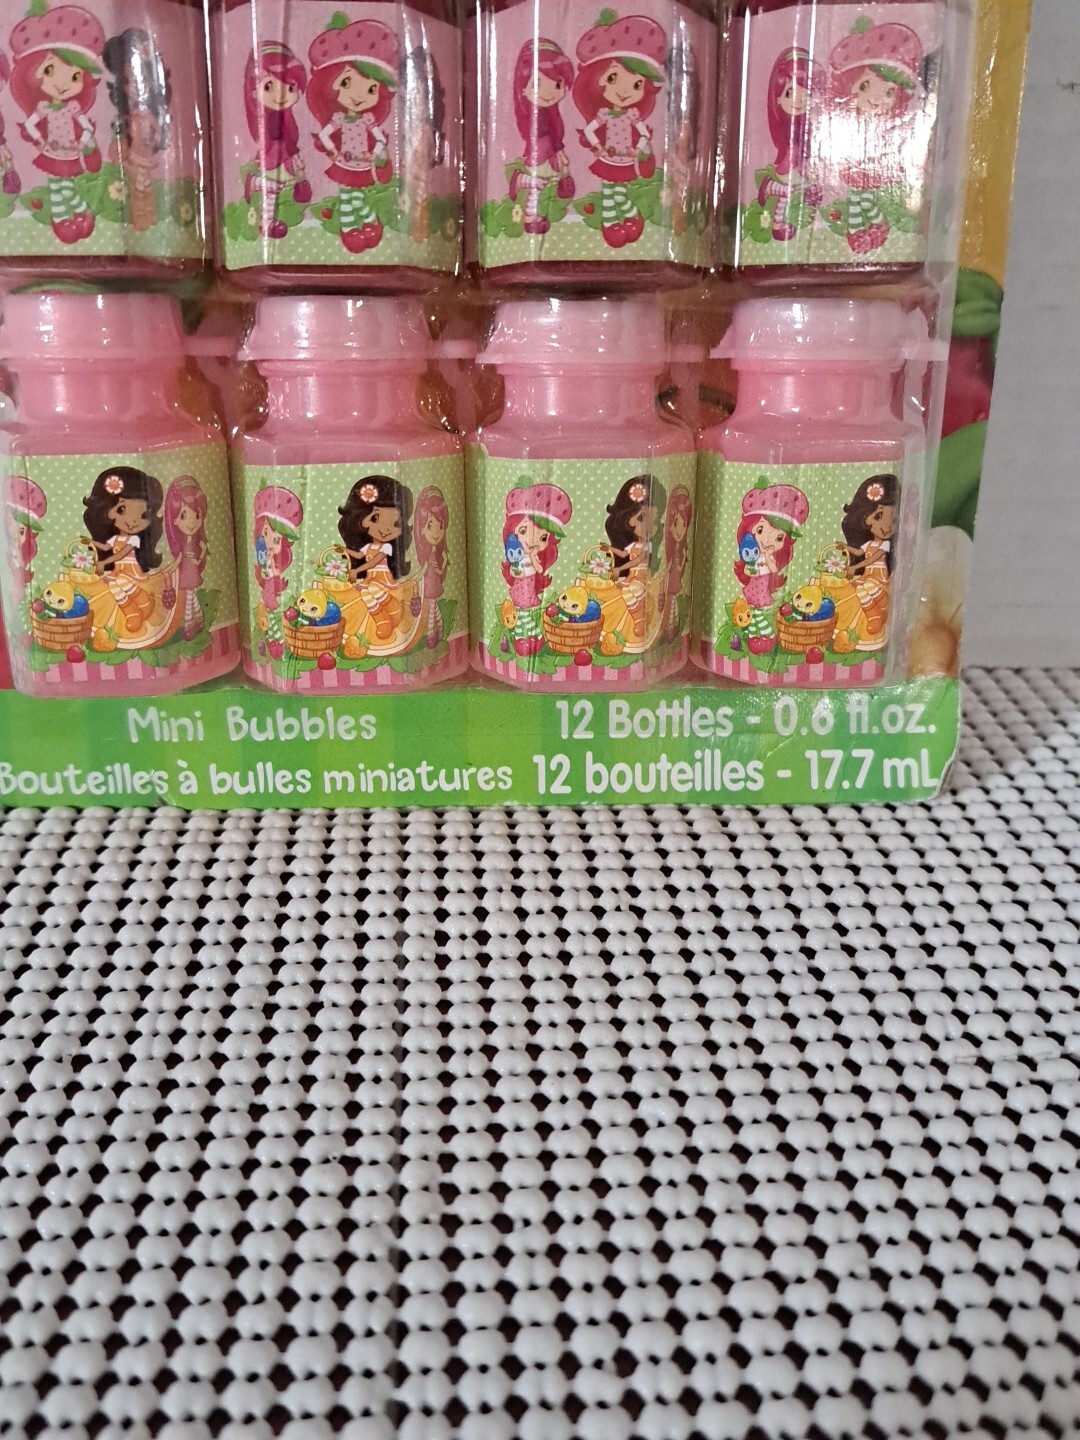 Mini Bubbles 12 Bottles - 0.6 fl.oz.
Bouteilles à bulles miniatures 12 bouteilles - 17.7 mL